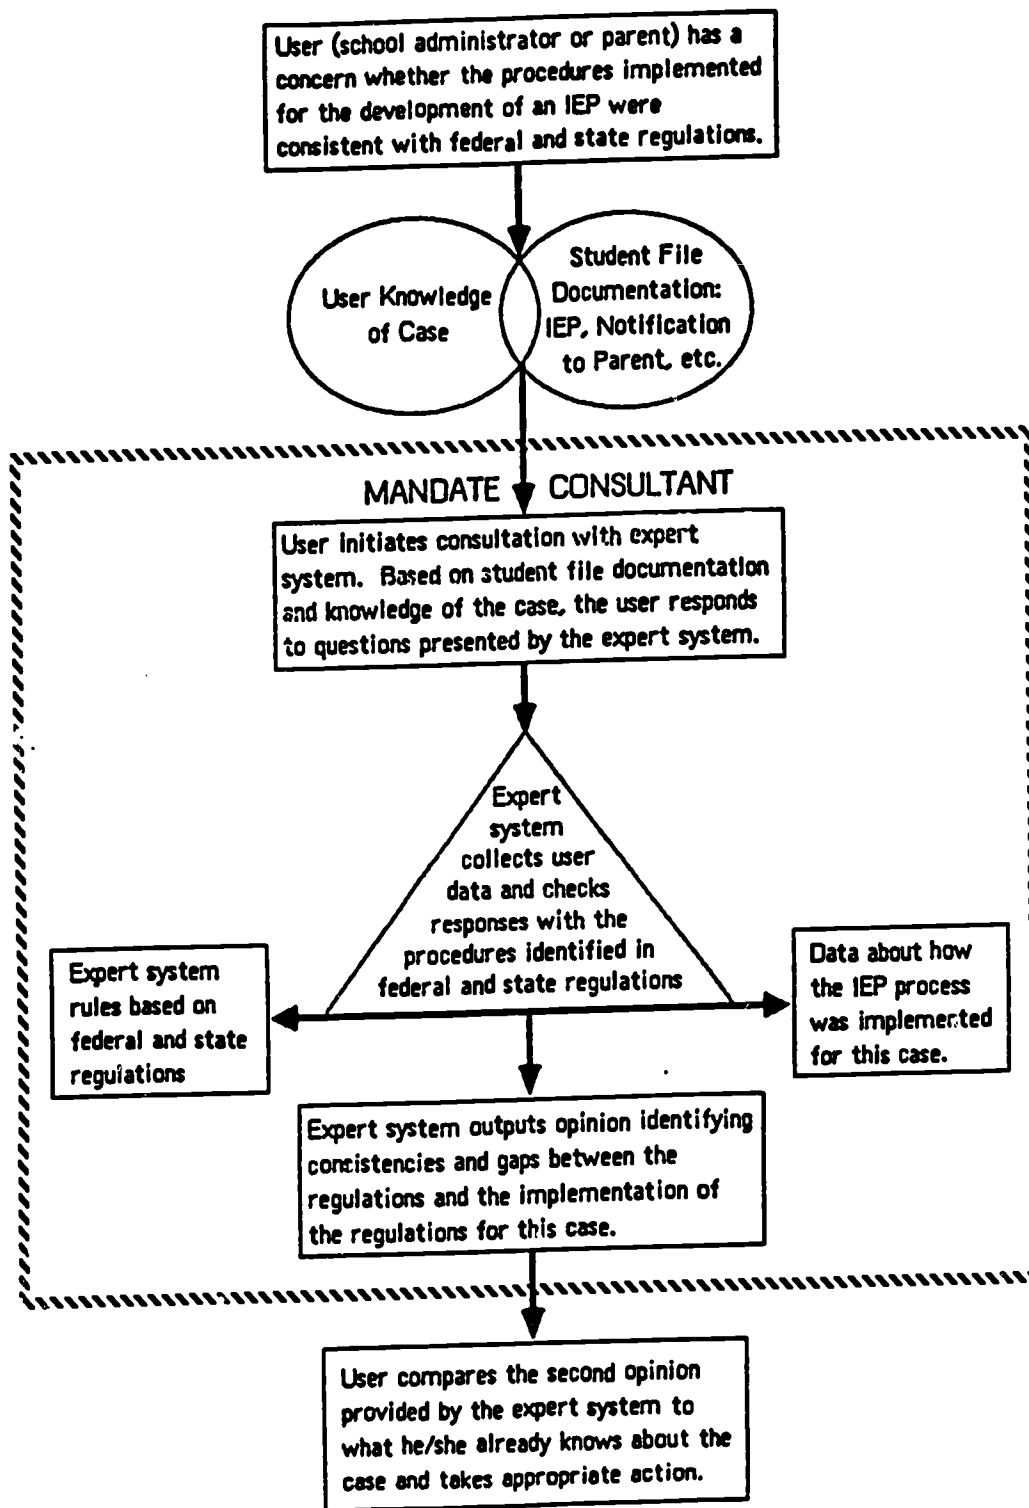 User (school administrator or parent) has a
concern whether the procedures implemented
for the development of an IEP were
consistent with federal and state regulations.
User Knowledge
of Case
Student File
Documentation:
IEP, Notification
to Parent, etc.
MANDATE CONSULTANT
User initiates consultation with expert
system. Based on student file documentation
and knowledge of the case, the user responds
to questions presented by the expert system.
Expert
system
collects user
data and checks
responses with the
procedures identified in
federal and state regulations
Expert system
rules based on
federal and state
regulations
Data about how
the IEP process
was implemented
for this case.
Expert system outputs opinion identifying
consistencies and gaps between the
regulations and the implementation of
the regulations for this case.
User compares the second opinion
provided by the expert system to
what he/she already knows about the
case and takes appropriate action.